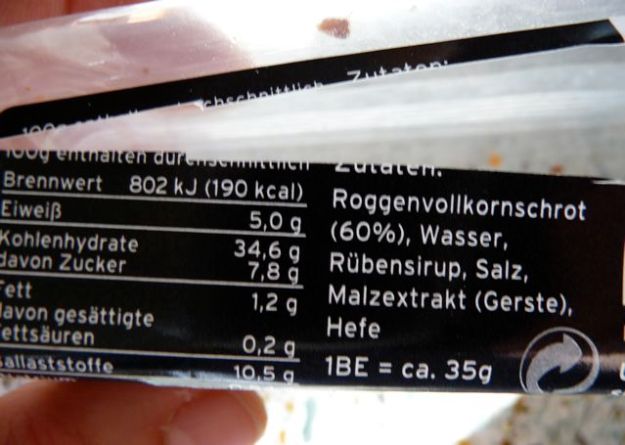 Zutaten:
100g enthalten durchschnittlich
Brennwert 802 kJ (190 kcal)
Eiweiß 5,0 g
Kohlenhydrate 34,6 g
davon Zucker 7,8 g
Fett 1,2 g
davon gesättigte
Fettsäuren 0,2 g
Ballaststoffe 10,5 g
Zutaten:
Roggenvollkornschrot
(60%), Wasser,
Rübensirup, Salz,
Malzextrakt (Gerste),
Hefe
1BE = ca. 35g